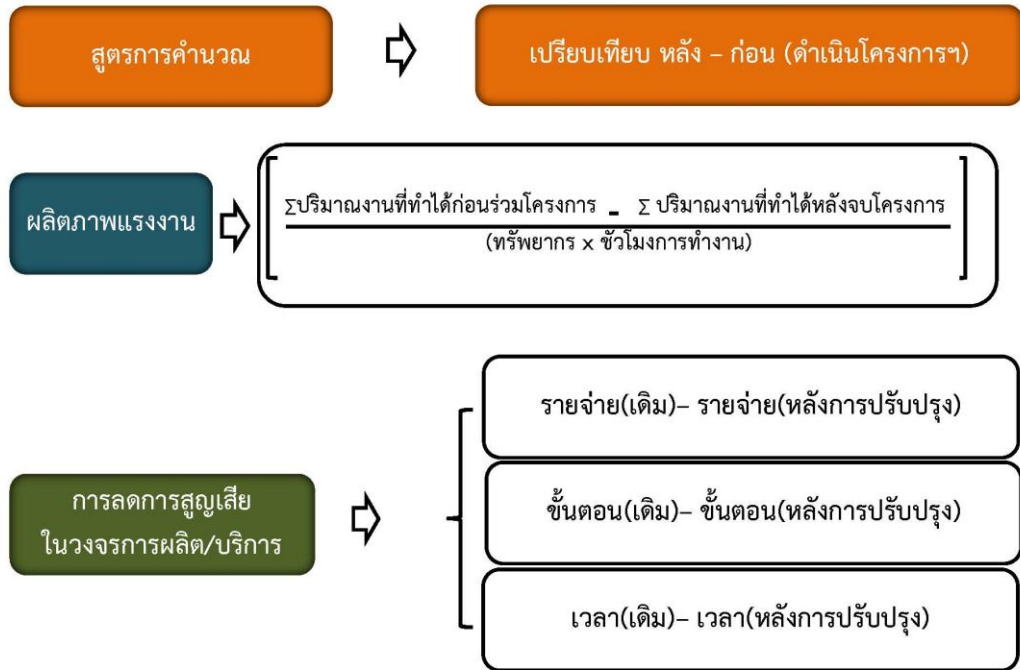 สูตรการคำนวณ
เปรียบเทียบ หลัง – ก่อน (ดำเนินโครงการฯ)
ผลิตภาพแรงงาน
Σปริมาณงานที่ทำได้ก่อนร่วมโครงการ - Σ ปริมาณงานที่ทำได้หลังจบโครงการ
(ทรัพยากร x ชั่วโมงการทำงาน)
การลดการสูญเสีย
ในวงจรการผลิต/บริการ
รายจ่าย(เดิม)– รายจ่าย(หลังการปรับปรุง)
ขั้นตอน(เดิม)– ขั้นตอน(หลังการปรับปรุง)
เวลา(เดิม)– เวลา(หลังการปรับปรุง)